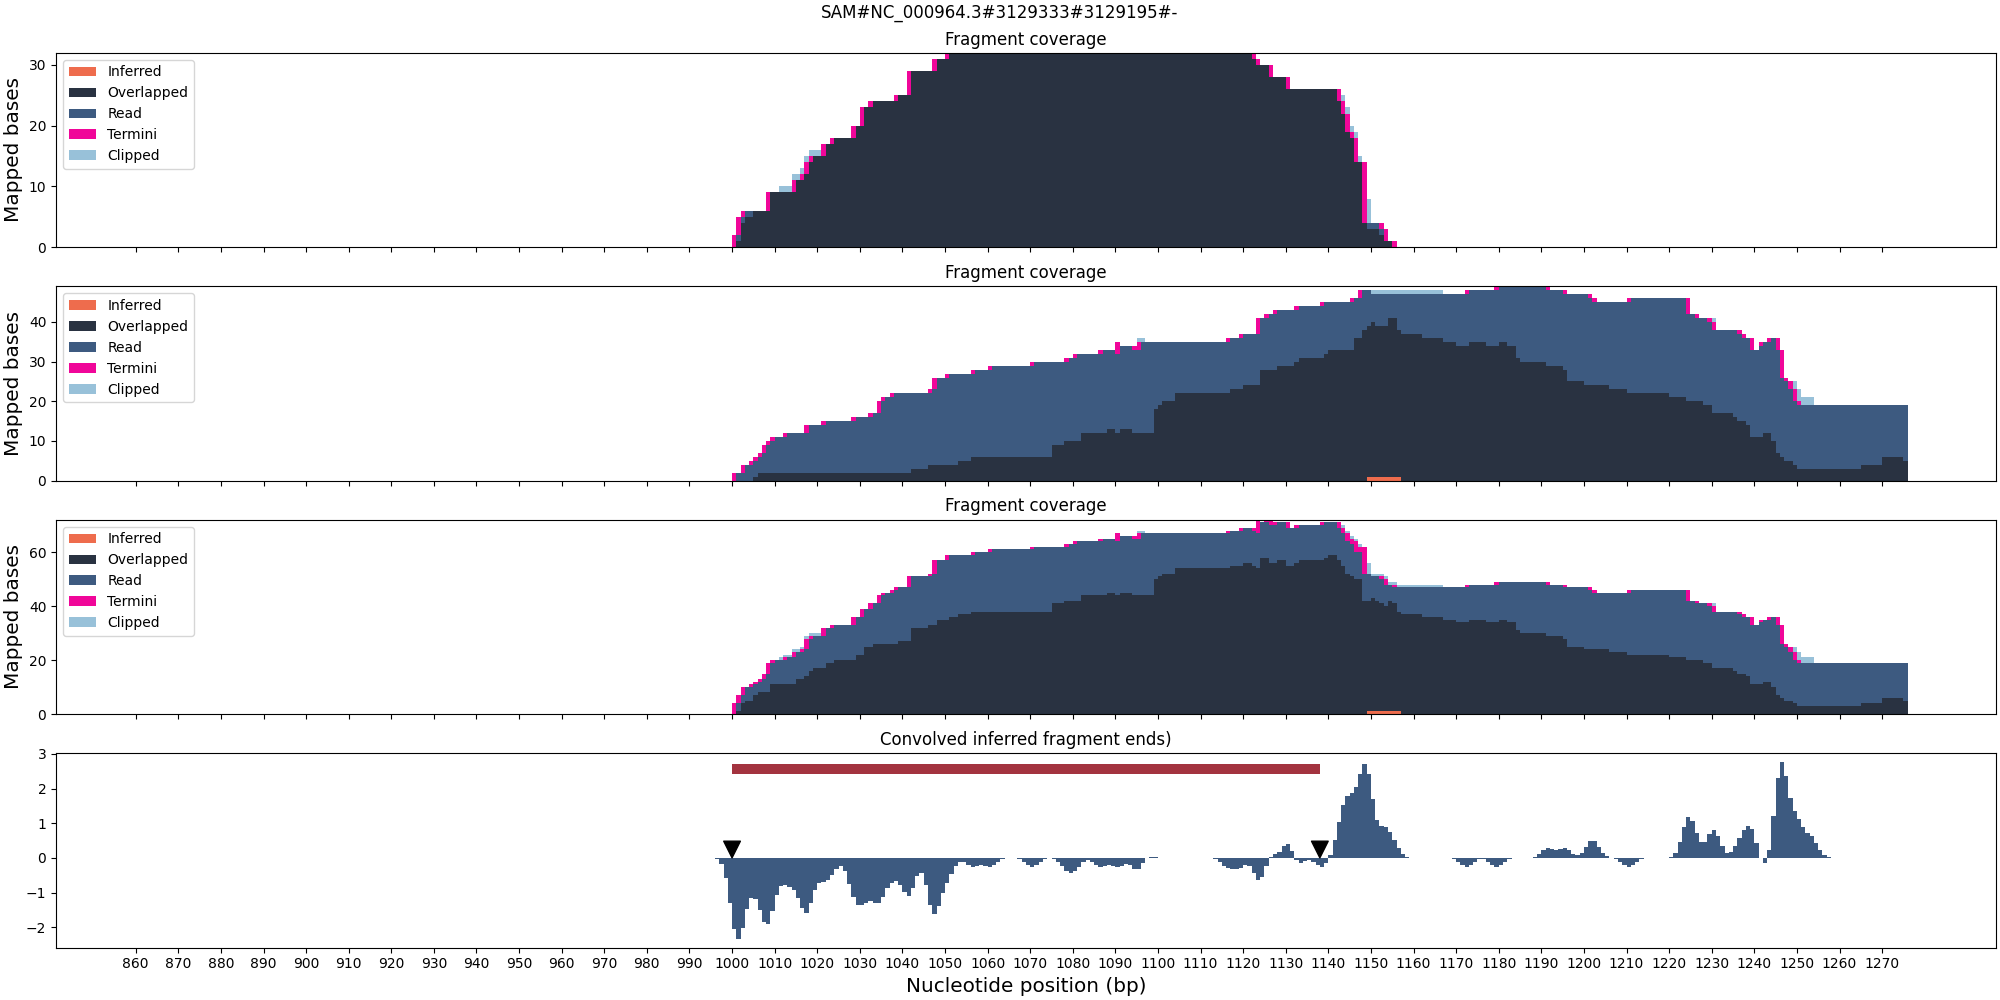 SAM#NC_000964.3#3129333#3129195#-
Fragment coverage
Mapped bases
30
20
10
0
Inferred
Overlapped
Read
Termini
Clipped
Fragment coverage
Mapped bases
40
30
20
10
0
Inferred
Overlapped
Read
Termini
Clipped
Fragment coverage
Mapped bases
60
40
20
0
Inferred
Overlapped
Read
Termini
Clipped
Convolved inferred fragment ends)
3
2
1
0
−1
−2
860 870 880 890 900 910 920 930 940 950 960 970 980 990 1000 1010 1020 1030 1040 1050 1060 1070 1080 1090 1100 1110 1120 1130 1140 1150 1160 1170 1180 1190 1200 1210 1220 1230 1240 1250 1260 1270
Nucleotide position (bp)